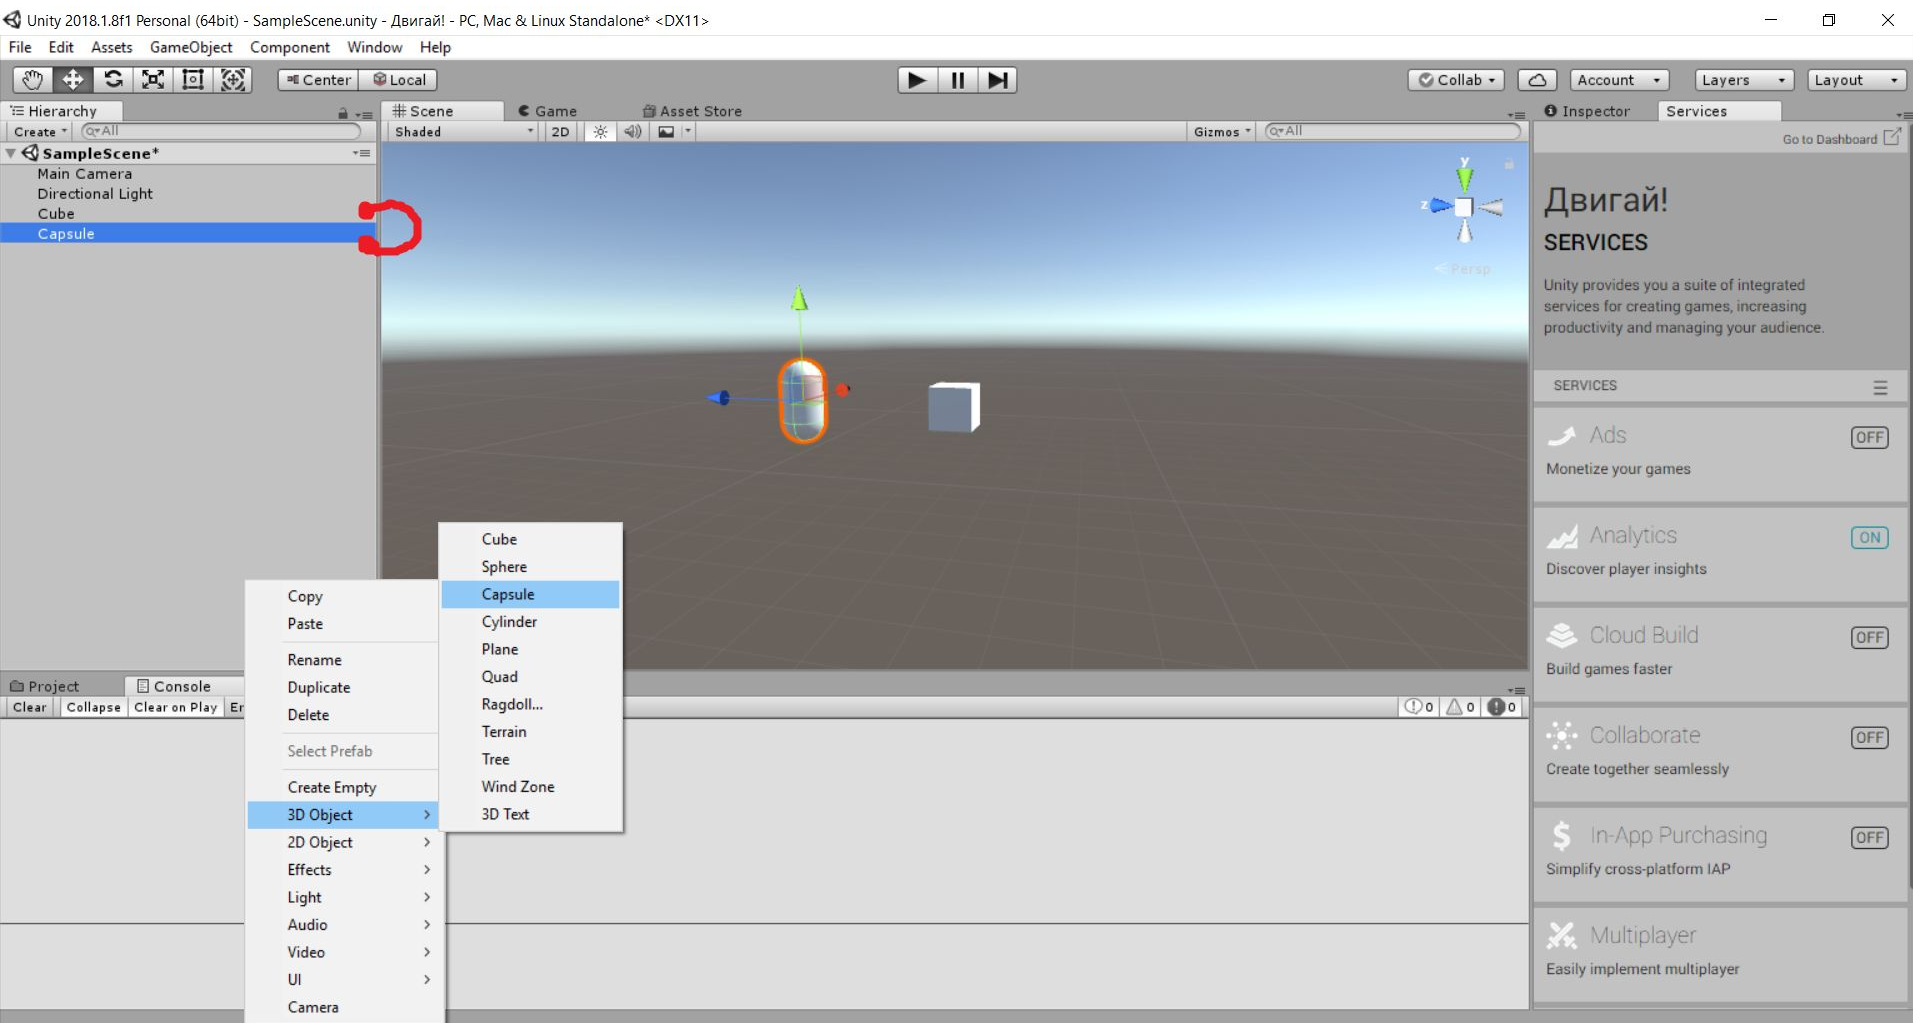 Unity 2018.1.8f1 Personal (64bit) - SampleScene.unity - Двигай! - PC, Mac & Linux Standalone* <DX11>
File Edit Assets GameObject Component Window Help
Center Local Collab Account Layers Layout
Hierarchy
Create All
SampleScene*
Main Camera
Directional Light
Cube
Capsule
Scene Game Asset Store
Shaded 2D Gizmos All
y
z
Persp
Inspector Services
Go to Dashboard
Двигай!
SERVICES
Unity provides you a suite of integrated
services for creating games, increasing
productivity and managing your audience.
SERVICES
Ads OFF
Monetize your games
Analytics ON
Discover player insights
Cloud Build OFF
Build games faster
Collaborate OFF
Create together seamlessly
In-App Purchasing OFF
Simplify cross-platform IAP
Multiplayer
Easily implement multiplayer
Project Console
Clear Collapse Clear on Play Er
0 0 0
Copy
Paste
Rename
Duplicate
Delete
Select Prefab
Create Empty
3D Object
2D Object
Effects
Light
Audio
Video
UI
Camera
Cube
Sphere
Capsule
Cylinder
Plane
Quad
Ragdoll...
Terrain
Tree
Wind Zone
3D Text